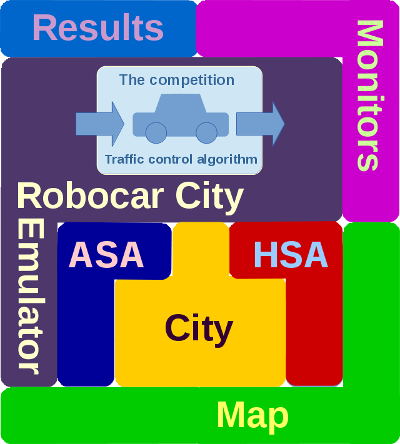 Results
Monitors
The competition
Traffic control algorithm
Robocar City
Emulator
ASA
HSA
City
Map